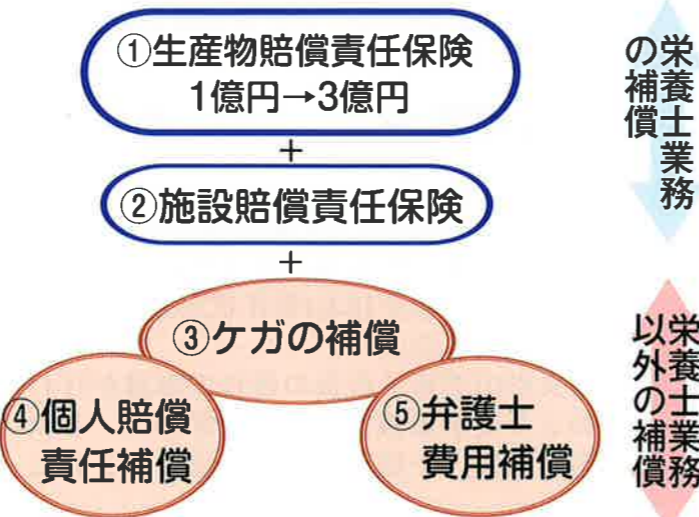 ①生産物賠償責任保険
1億円→3億円
+
②施設賠償責任保険
+
③ケガの補償
④個人賠償
責任補償
⑤弁護士
費用補償
栄養士業務
の補償
栄養士業務
以外の補償